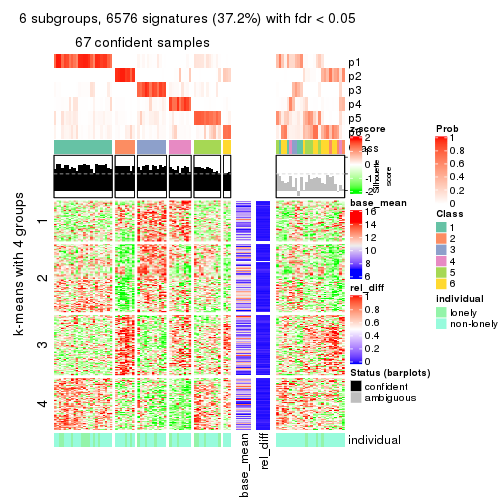 6 subgroups, 6576 signatures (37.2%) with fdr < 0.05
67 confident samples
p1
p2
p3
p4
p5
k-means with 4 groups
1
2
3
4
z-score
2
1
0
-1
-2
Silhouette
score
base_mean
16
14
12
10
8
6
rel_diff
1
0.8
0.6
0.4
0.2
0
Status (barplots)
confident
ambiguous
Prob
1
0.8
0.6
0.4
0.2
0
Class
1
2
3
4
5
6
individual
lonely
non-lonely
individual
base_mean
rel_diff